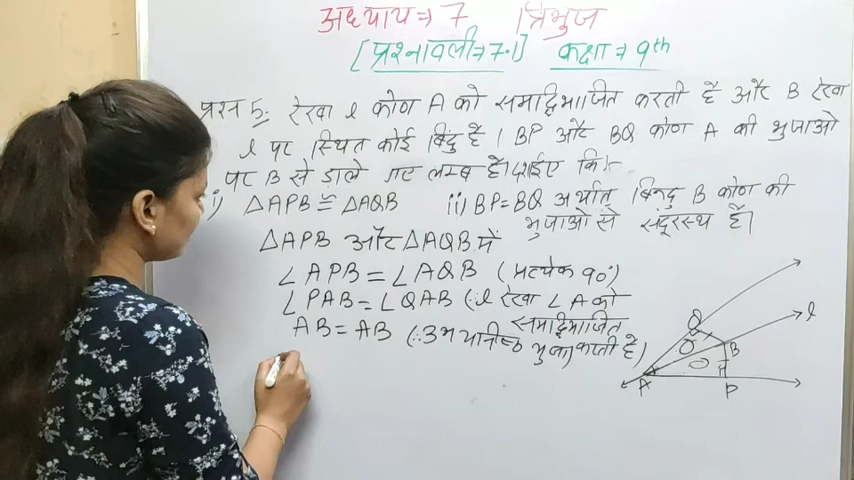 अध्याय ⇒ 7 त्रिभुज
[प्रश्नावली ⇒ 7.1] कक्षा ⇒ 9th
प्रश्न 5: रेखा l कोण A को समद्विभाजित करती है और B रेखा
l पर स्थित कोई बिंदु है। BP और BQ कोण A की भुजाओ
पर B से डाले गए लम्ब है। दर्शाईए कि:-
i) △APB ≅ △AQB ii) BP = BQ अर्थात् बिन्दु B कोण की
भुजाओ से सदूरस्थ है।
△APB और △AQB में
∠APB = ∠AQB (प्रत्येक 90°)
∠PAB = ∠QAB (∵ l रेखा ∠A को
समद्विभाजित
करती है)
AB = AB (∵ उभयनिष्ठ भुजा)
Q
l
B
A
P